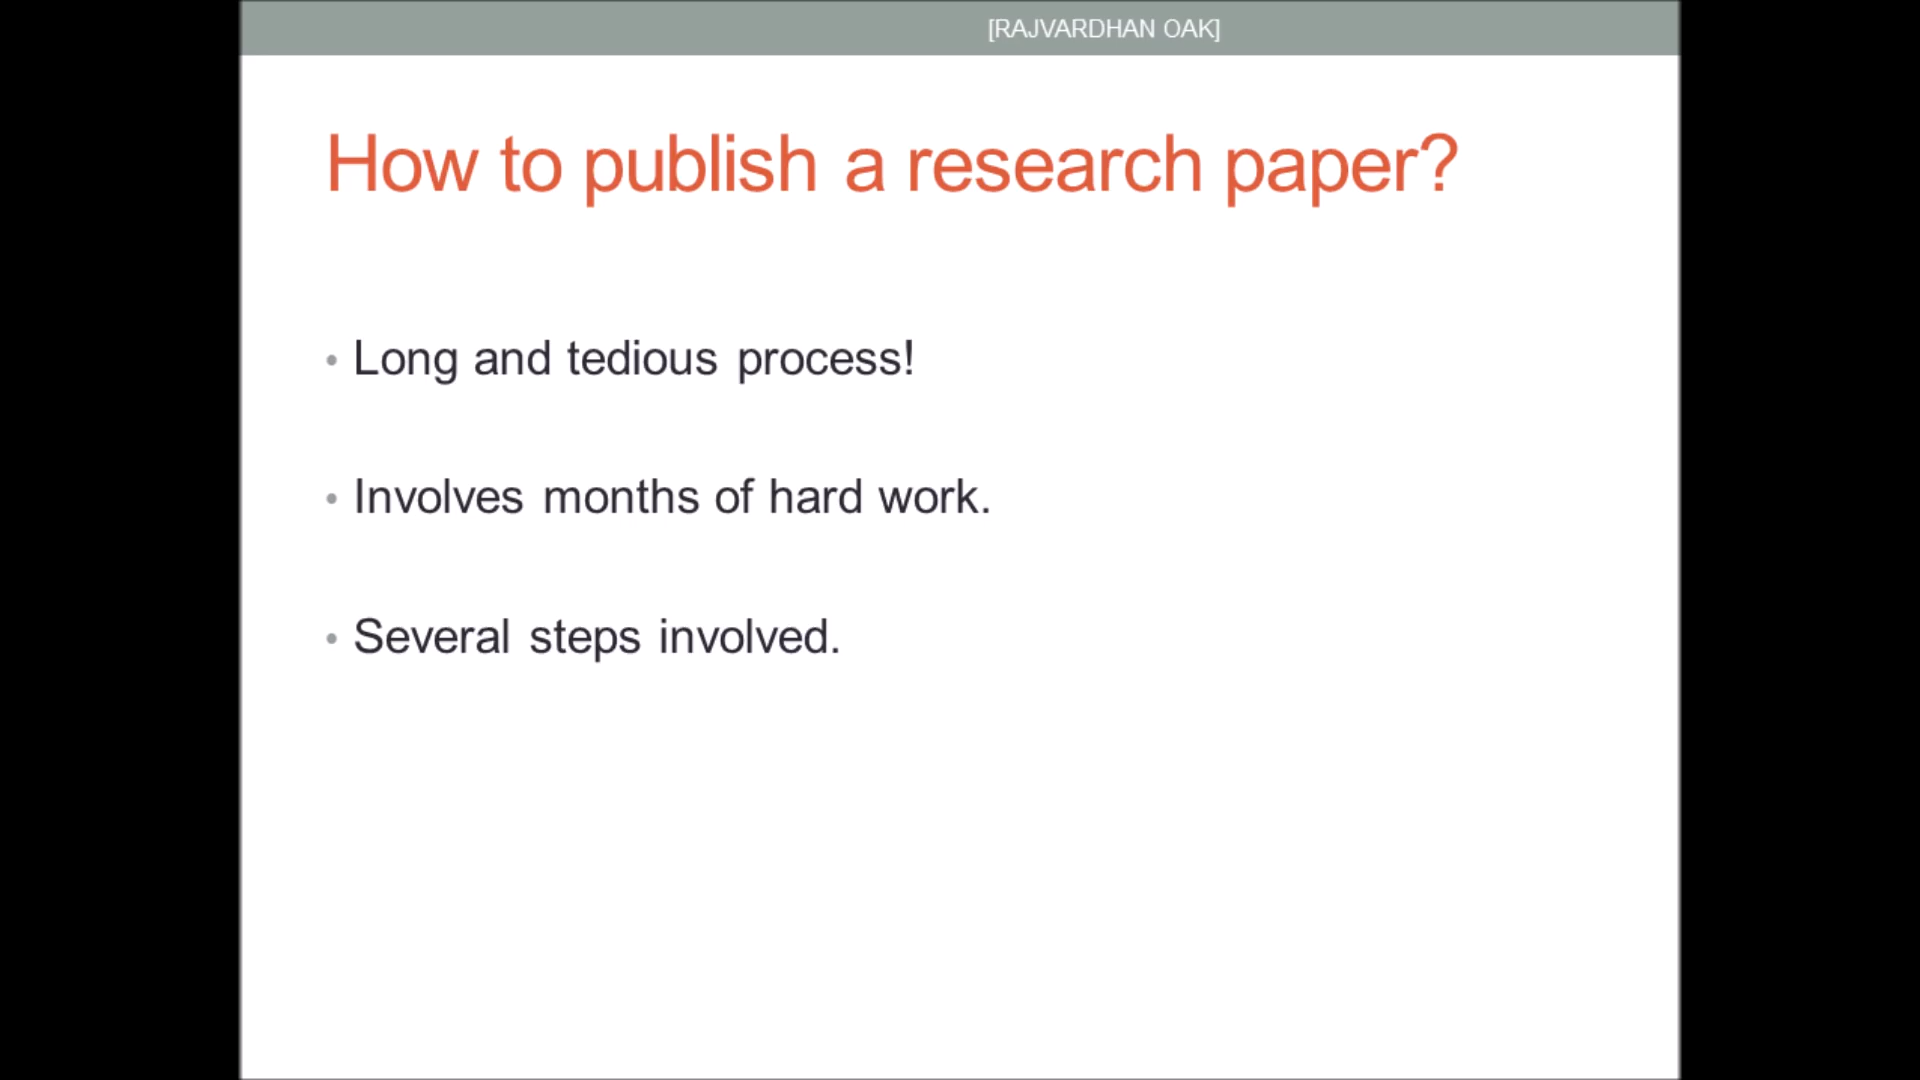 [RAJVARDHAN OAK]
How to publish a research paper?
• Long and tedious process!
• Involves months of hard work.
• Several steps involved.